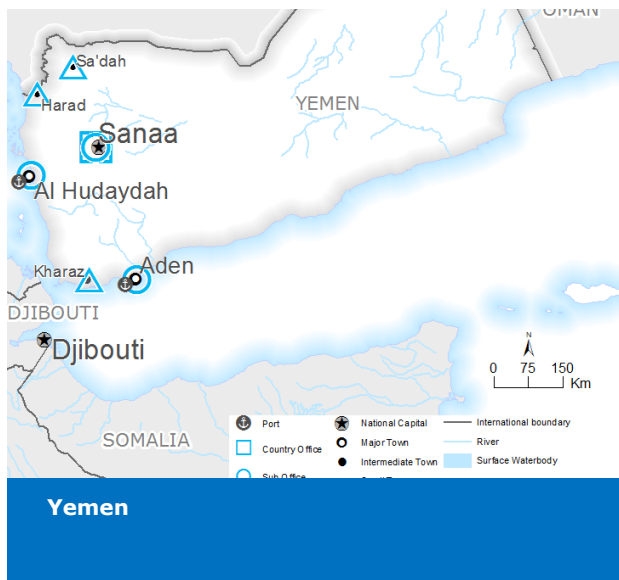 OMAN
Sa'dah
Harad
YEMEN
Sanaa
Al Hudaydah
Kharaz
Aden
DJIBOUTI
Djibouti
N
0 75 150
Km
SOMALIA
Port
National Capital
International boundary
Country Office
Major Town
River
Intermediate Town
Surface Waterbody
Sub Office
Yemen